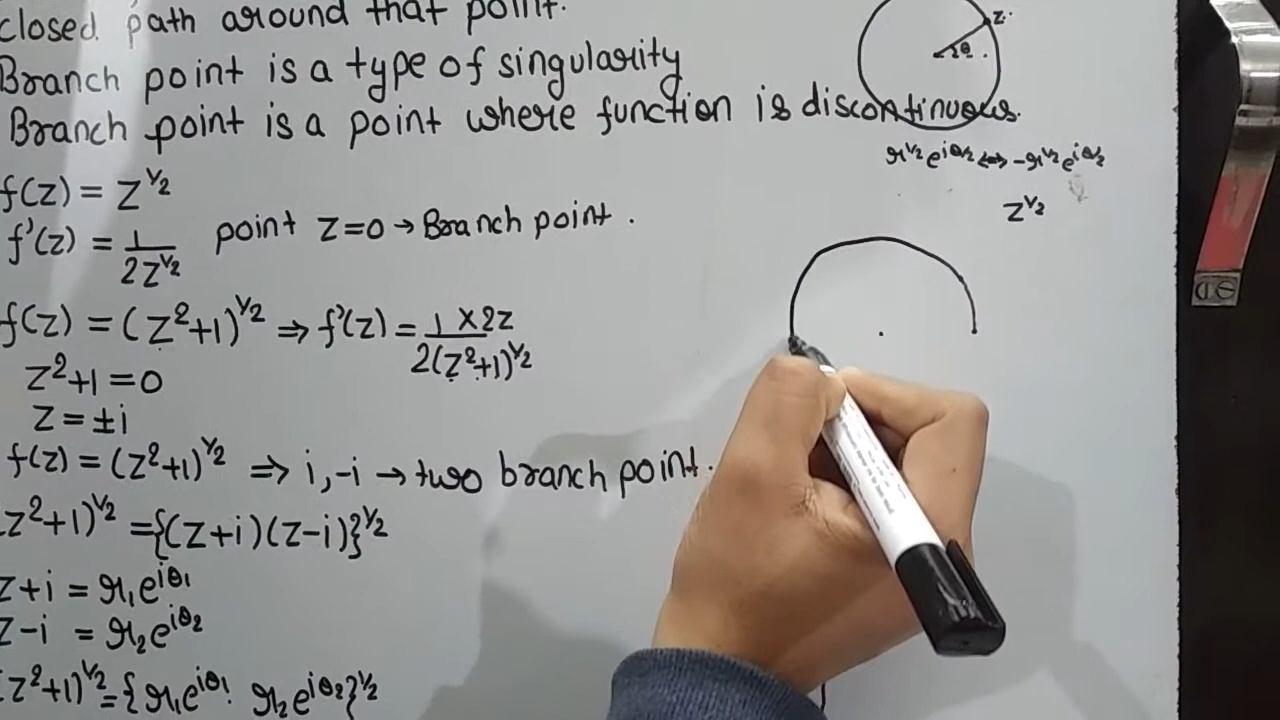 closed path around that point.
Branch point is a type of singularity
Branch point is a point where function is discontinuous.
f(z) = z^½
f'(z) = 1/2z^½ point z=0 → Branch point.
f(z) = (z²+1)^½ ⇒ f'(z) = 1×2z/2(z²+1)^½
z²+1 = 0
z = ±i
f(z) = (z²+1)^½ ⇒ i, -i → two branch point.
z²+1)^½ = {(z+i)(z-i)}^½
z+i = r₁e^iθ₁
z-i = r₂e^iθ₂
(z²+1)^½ = {r₁e^iθ₁. r₂e^iθ₂}^½
z
θ
r^½e^iθ/2 ⇔ -r^½e^iθ/2
z^½